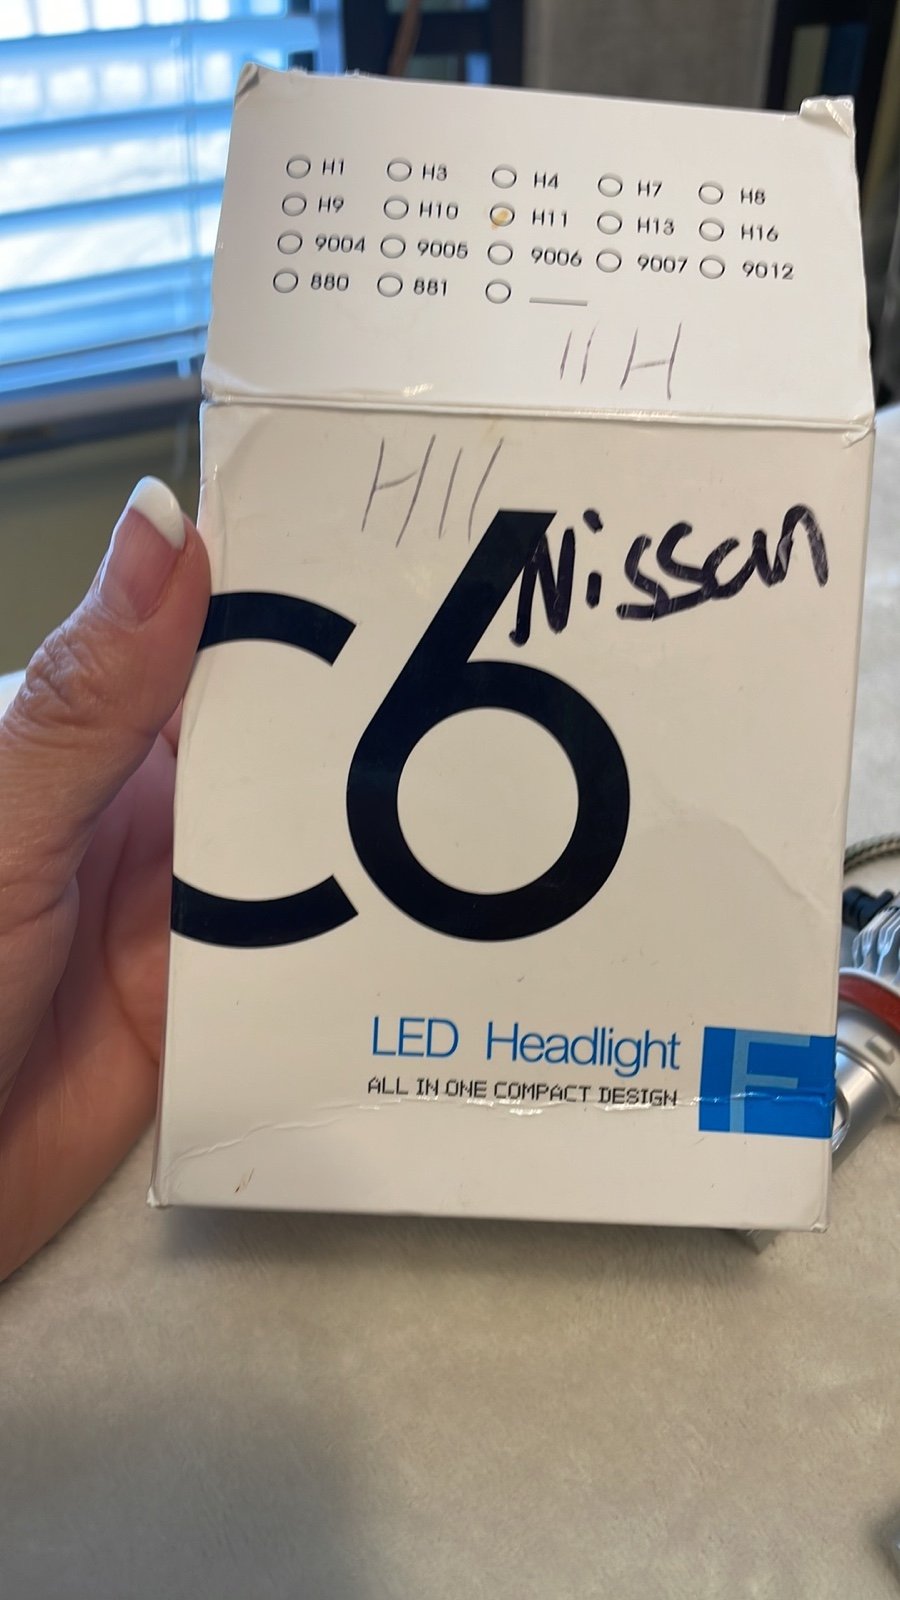 H1 H3 H4 H7 H8
H9 H10 H11 H13 H16
9004 9005 9006 9007 9012
880 881
11 H
H11
Nissan
C6
LED Headlight
ALL IN ONE COMPACT DESIGN
F